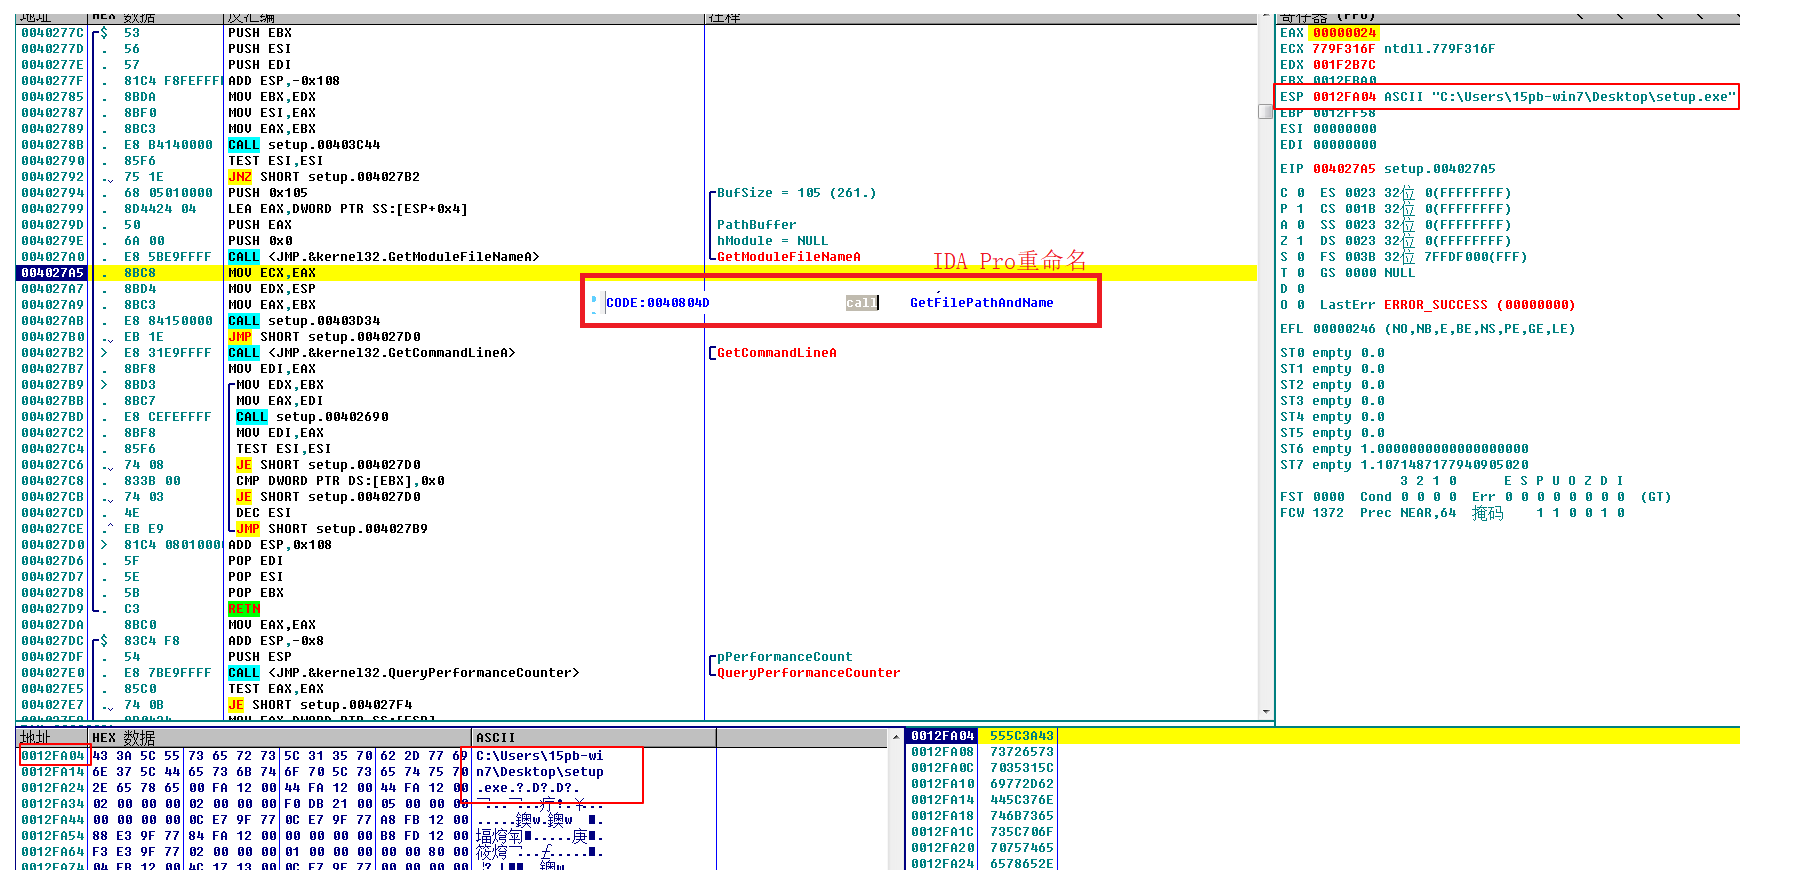 地址 HEX 数据 反汇编 注释 寄存器 (FPU)
0040277C $ 53 PUSH EBX
0040277D . 56 PUSH ESI
0040277E . 57 PUSH EDI
0040277F . 81C4 F8FEFFF ADD ESP,-0x108
00402785 . 8BDA MOV EBX,EDX
00402787 . 8BF0 MOV ESI,EAX
00402789 . 8BC3 MOV EAX,EBX
0040278B . E8 B4140000 CALL setup.00403C44
00402790 . 85F6 TEST ESI,ESI
00402792 . 75 1E JNZ SHORT setup.004027B2
00402794 . 68 05010000 PUSH 0x105 BufSize = 105 (261.)
00402799 . 8D4424 04 LEA EAX,DWORD PTR SS:[ESP+0x4]
0040279D . 50 PUSH EAX PathBuffer
0040279E . 6A 00 PUSH 0x0 hModule = NULL
004027A0 . E8 5BE9FFFF CALL <JMP.&kernel32.GetModuleFileNameA> GetModuleFileNameA
004027A5 . 8BC8 MOV ECX,EAX
004027A7 . 8BD4 MOV EDX,ESP
004027A9 . 8BC3 MOV EAX,EBX
004027AB . E8 84150000 CALL setup.00403D34
004027B0 . EB 1E JMP SHORT setup.004027D0
004027B2 > E8 31E9FFFF CALL <JMP.&kernel32.GetCommandLineA> GetCommandLineA
004027B7 . 8BF8 MOV EDI,EAX
004027B9 > 8BD3 MOV EDX,EBX
004027BB . 8BC7 MOV EAX,EDI
004027BD . E8 CEFEFFFF CALL setup.00402690
004027C2 . 8BF8 MOV EDI,EAX
004027C4 . 85F6 TEST ESI,ESI
004027C6 . 74 08 JE SHORT setup.004027D0
004027C8 . 833B 00 CMP DWORD PTR DS:[EBX],0x0
004027CB . 74 03 JE SHORT setup.004027D0
004027CD . 4E DEC ESI
004027CE .^ EB E9 JMP SHORT setup.004027B9
004027D0 > 81C4 0801000 ADD ESP,0x108
004027D6 . 5F POP EDI
004027D7 . 5E POP ESI
004027D8 . 5B POP EBX
004027D9 . C3 RETN
004027DA 8BC0 MOV EAX,EAX
004027DC $ 83C4 F8 ADD ESP,-0x8
004027DF . 54 PUSH ESP pPerformanceCount
004027E0 . E8 7BE9FFFF CALL <JMP.&kernel32.QueryPerformanceCounter> QueryPerformanceCounter
004027E5 . 85C0 TEST EAX,EAX
004027E7 . 74 0B JE SHORT setup.004027F4
IDA Pro重命名
CODE:0040804D call GetFilePathAndName
EAX 00000024
ECX 779F316F ntdll.779F316F
EDX 001F2B7C
EBX 0012FBA0
ESP 0012FA04 ASCII "C:\Users\15pb-win7\Desktop\setup.exe"
EBP 0012FF58
ESI 00000000
EDI 00000000
EIP 004027A5 setup.004027A5
C 0 ES 0023 32位 0(FFFFFFFF)
P 1 CS 001B 32位 0(FFFFFFFF)
A 0 SS 0023 32位 0(FFFFFFFF)
Z 1 DS 0023 32位 0(FFFFFFFF)
S 0 FS 003B 32位 7FFDF000(FFF)
T 0 GS 0000 NULL
D 0
O 0 LastErr ERROR_SUCCESS (00000000)
EFL 00000246 (NO,NB,E,BE,NS,PE,GE,LE)
ST0 empty 0.0
ST1 empty 0.0
ST2 empty 0.0
ST3 empty 0.0
ST4 empty 0.0
ST5 empty 0.0
ST6 empty 1.0000000000000000000
ST7 empty 1.1071487177940905020
3 2 1 0 E S P U O Z D I
FST 0000 Cond 0 0 0 0 Err 0 0 0 0 0 0 0 0 (GT)
FCW 1372 Prec NEAR,64 掩码 1 1 0 0 1 0
地址 HEX 数据 ASCII
0012FA04 43 3A 5C 55 73 65 72 73 5C 31 35 70 62 2D 77 69 C:\Users\15pb-wi
0012FA14 6E 37 5C 44 65 73 6B 74 6F 70 5C 73 65 74 75 70 n7\Desktop\setup
0012FA24 2E 65 78 65 00 FA 12 00 44 FA 12 00 44 FA 12 00 .exe.?.D?.D?.
0012FA34 02 00 00 00 02 00 00 00 F0 DB 21 00 05 00 00 00
0012FA44 00 00 00 00 0C E7 9F 77 0C E7 9F 77 A8 FB 12 00
0012FA54 88 E3 9F 77 84 FA 12 00 00 00 00 00 B8 FD 12 00
0012FA64 F3 E3 9F 77 02 00 00 00 01 00 00 00 00 00 80 00
0012FA74 04 FB 12 00 4C 17 13 00 0C E7 9F 77 00 00 00 00
0012FA04 555C3A43
0012FA08 73726573
0012FA0C 7035315C
0012FA10 69772D62
0012FA14 445C376E
0012FA18 746B7365
0012FA1C 735C706F
0012FA20 70757465
0012FA24 6578652E